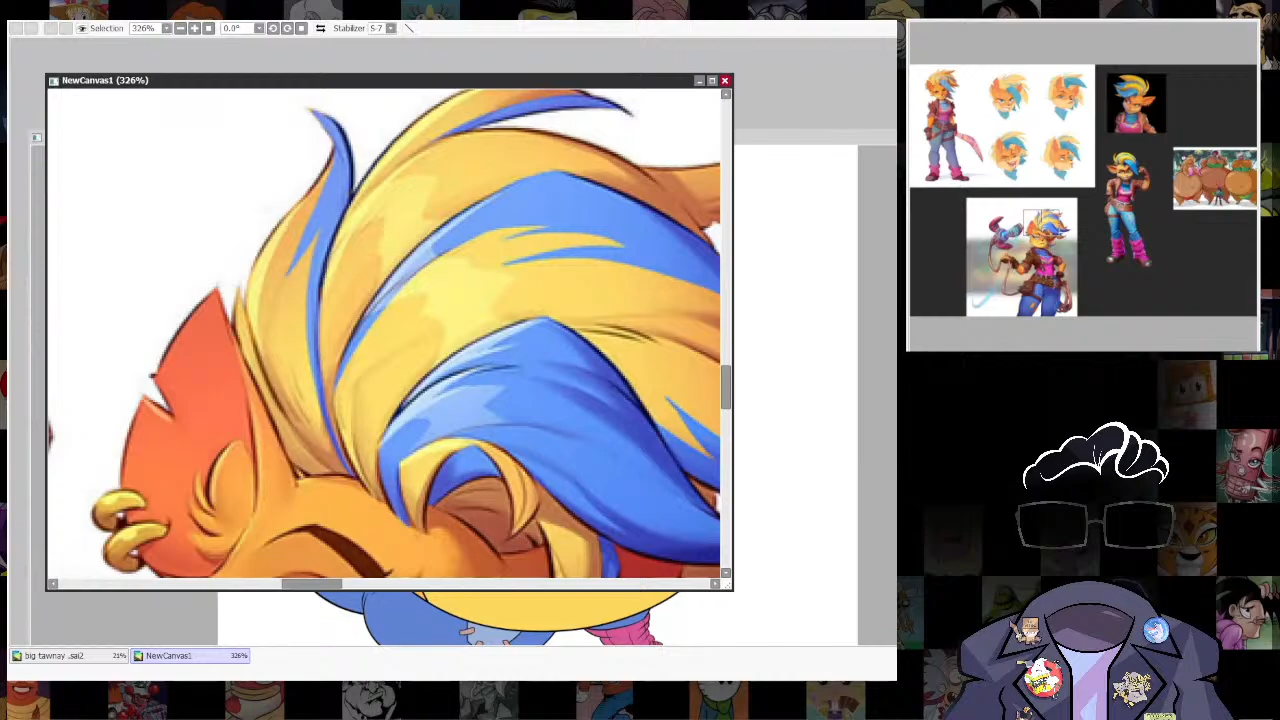 Selection 326% 0.0° Stabilizer S-7
NewCanvas1 (326%)
big tawnay .sai2 21% NewCanvas1 326%